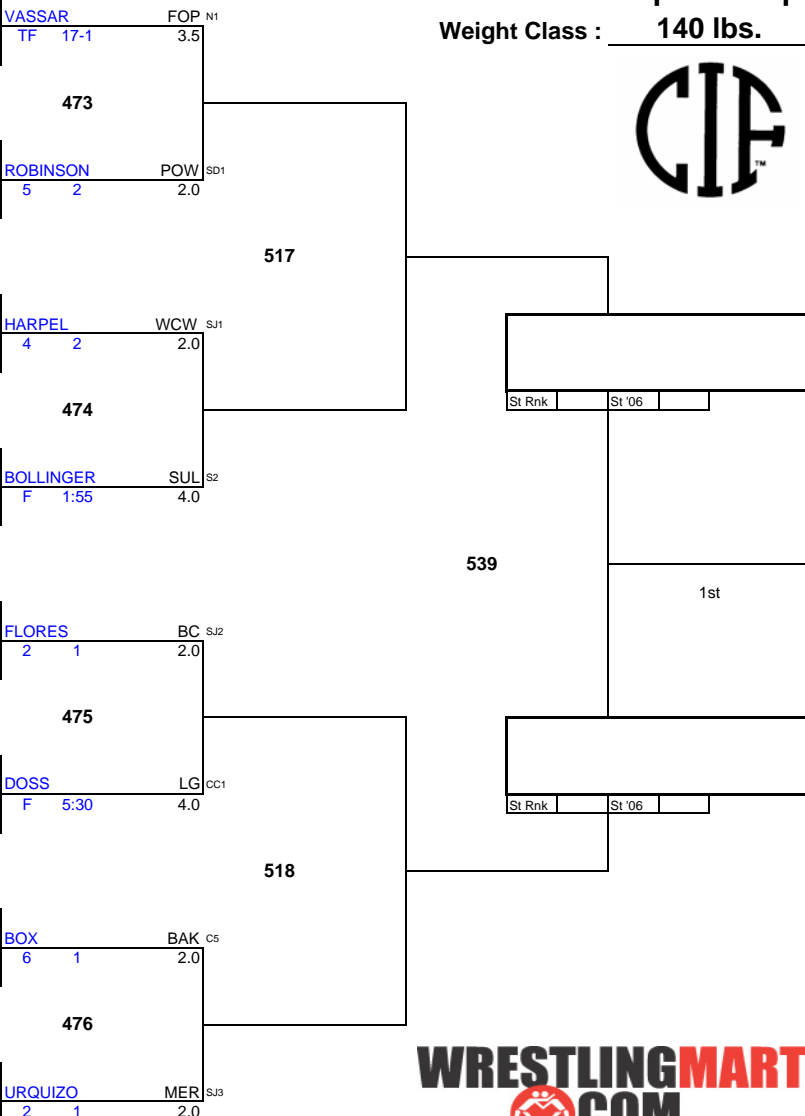 VASSAR FOP N1
TF 17-1 3.5
Weight Class : 140 lbs.
473
CIF™
ROBINSON POW SD1
5 2 2.0
517
HARPEL WCW SJ1
4 2 2.0
474
St Rnk St '06
BOLLINGER SUL S2
F 1:55 4.0
539
1st
FLORES BC SJ2
2 1 2.0
475
DOSS LG CC1
F 5:30 4.0
St Rnk St '06
518
BOX BAK C5
6 1 2.0
476
WRESTLINGMART
.COM
URQUIZO MER SJ3
2 1 2.0